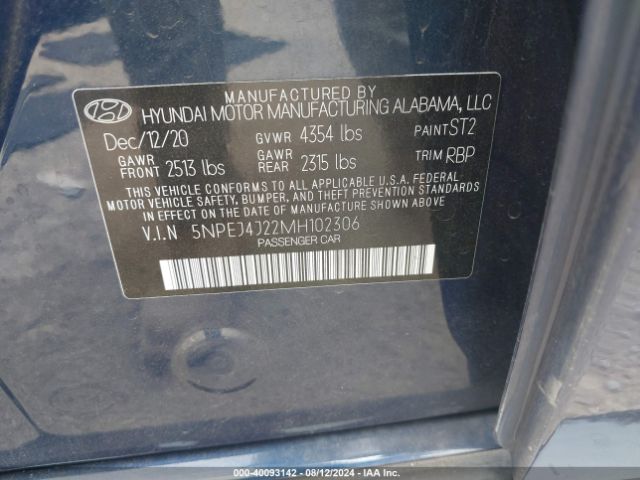 MANUFACTURED BY
HYUNDAI MOTOR MANUFACTURING ALABAMA, LLC
Dec/12/20 GVWR 4354 lbs PAINT ST2
GAWR FRONT 2513 lbs GAWR REAR 2315 lbs TRIM RBP
THIS VEHICLE CONFORMS TO ALL APPLICABLE FEDERAL
MOTOR VEHICLE SAFETY, BUMPER, AND THEFT PREVENTION STANDARDS
IN EFFECT ON THE DATE OF MANUFACTURE SHOWN ABOVE
V.I.N 5NPEJ4J22MH102306
PASSENGER CAR
000-40093142 - 08/12/2024 - IAA Inc.